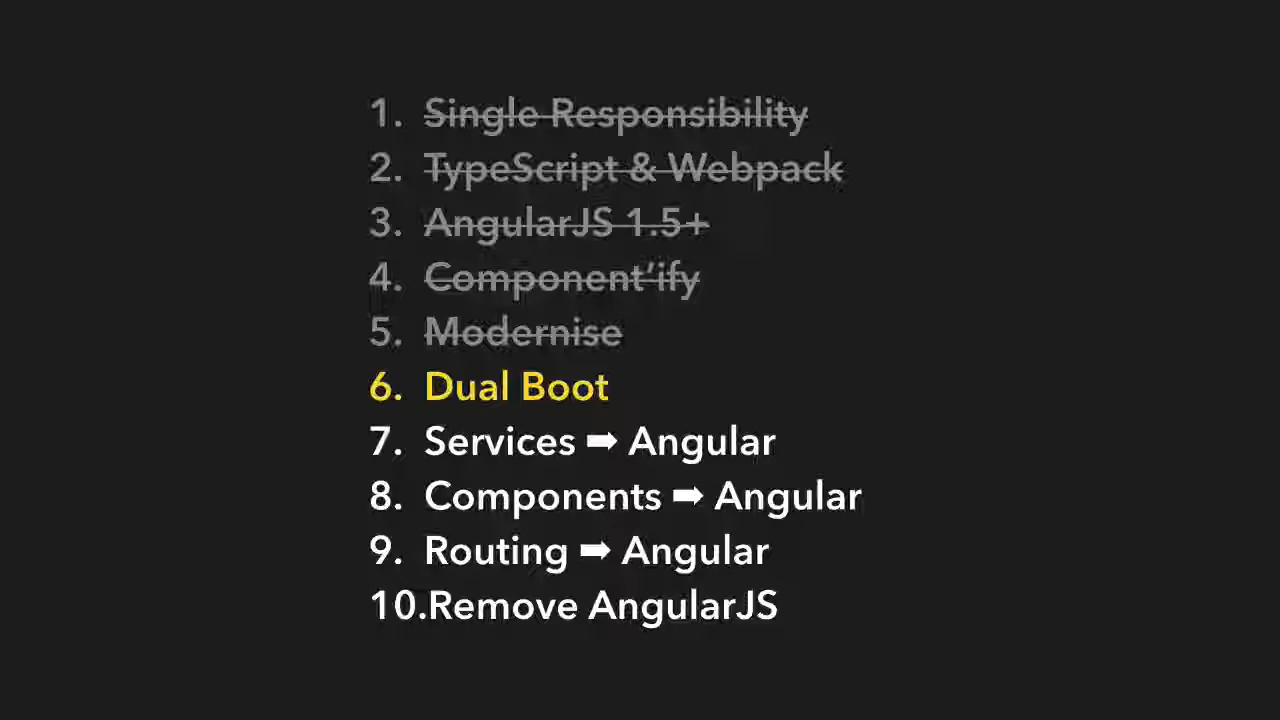 1. Single Responsibility
2. TypeScript & Webpack
3. AngularJS 1.5+
4. Component’ify
5. Modernise
6. Dual Boot
7. Services ➡ Angular
8. Components ➡ Angular
9. Routing ➡ Angular
10.Remove AngularJS